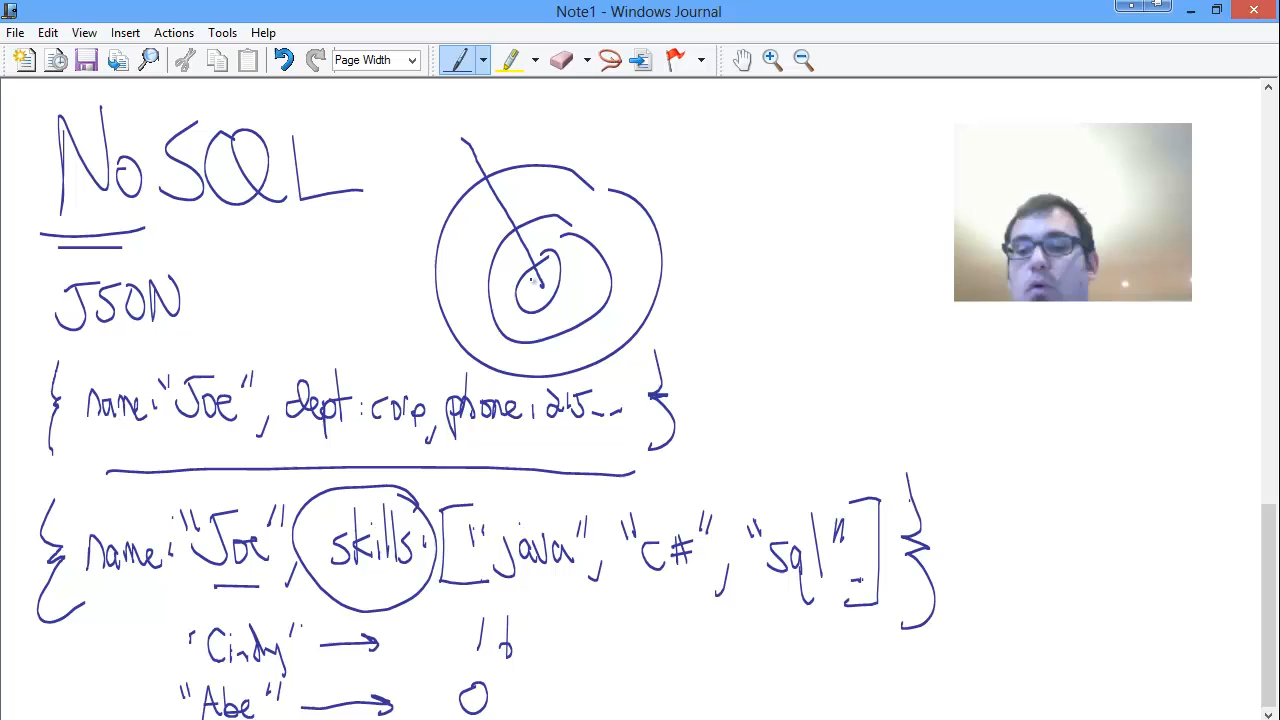 Note1 - Windows Journal
File Edit View Insert Actions Tools Help
Page Width
NoSQL
JSON
{ name: "Joe", dept: corp, phone: 215-- }
{ name: "Joe", skills: ["java", "c#", "sql"] }
"Cindy" → 16
"Abe" → 0